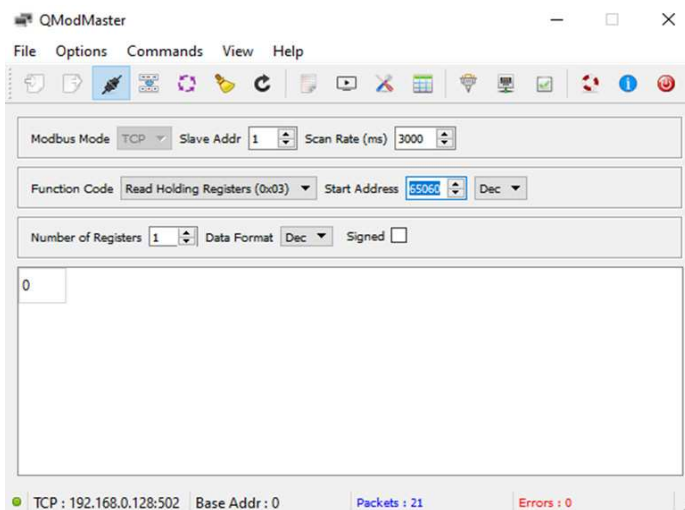 QModMaster
File Options Commands View Help
Modbus Mode TCP Slave Addr 1 Scan Rate (ms) 3000
Function Code Read Holding Registers (0x03) Start Address 65060 Dec
Number of Registers 1 Data Format Dec Signed
0
TCP : 192.168.0.128:502 Base Addr : 0 Packets : 21 Errors : 0